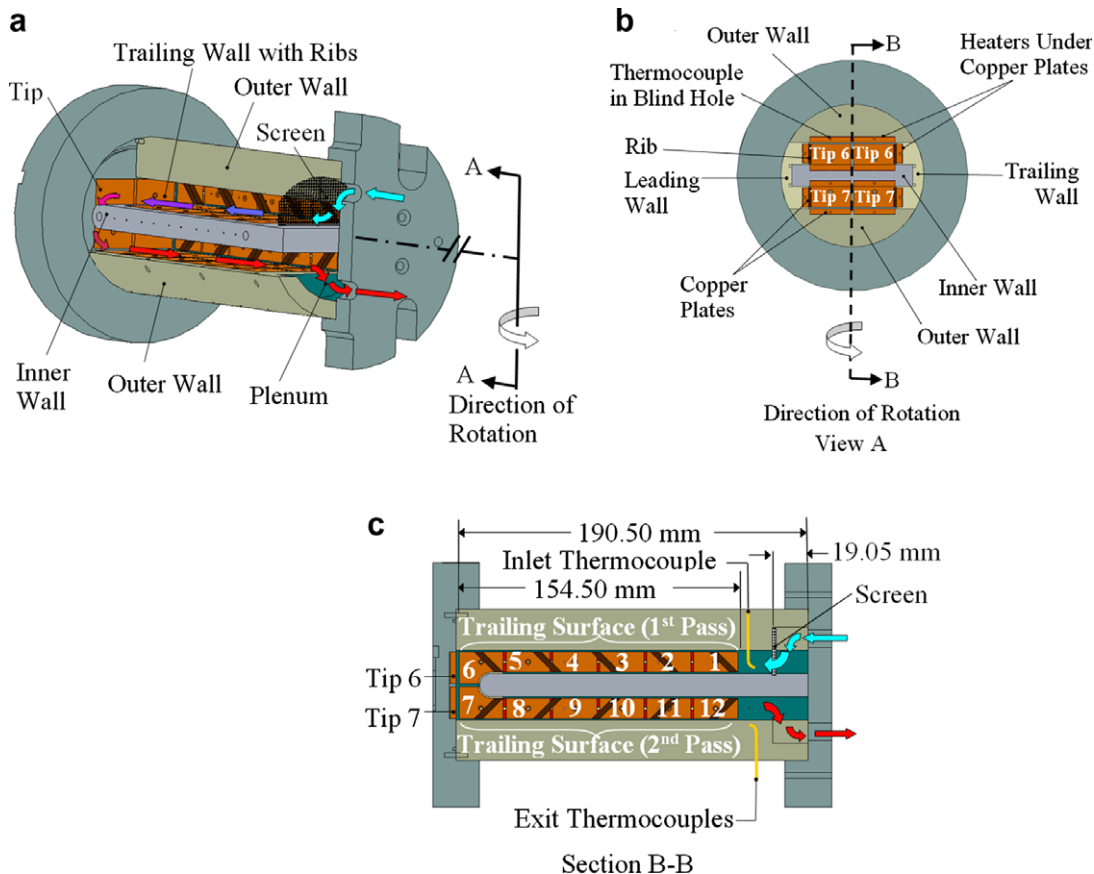 a
Trailing Wall with Ribs
Outer Wall
Tip
Screen
A
Inner
Wall
Outer Wall
Plenum
A
Direction of
Rotation
b
B
Outer Wall
Heaters Under
Copper Plates
Thermocouple
in Blind Hole
Rib
Leading
Wall
Tip 6 Tip 6
Tip 7 Tip 7
Trailing
Wall
Copper
Plates
Inner Wall
Outer Wall
B
Direction of Rotation
View A
c
190.50 mm
Inlet Thermocouple
19.05 mm
154.50 mm
Screen
Trailing Surface (1st Pass)
6 5 4 3 2 1
Tip 6
Tip 7
7 8 9 10 11 12
Trailing Surface (2nd Pass)
Exit Thermocouples
Section B-B